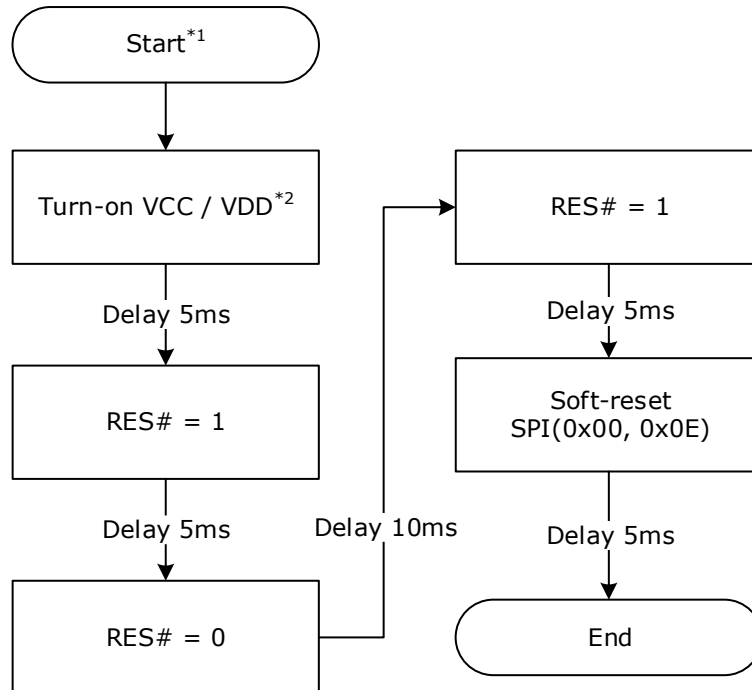 Start*1
Turn-on VCC / VDD*2
Delay 5ms
RES# = 1
Delay 5ms
RES# = 0
Delay 10ms
RES# = 1
Delay 5ms
Soft-reset
SPI(0x00, 0x0E)
Delay 5ms
End